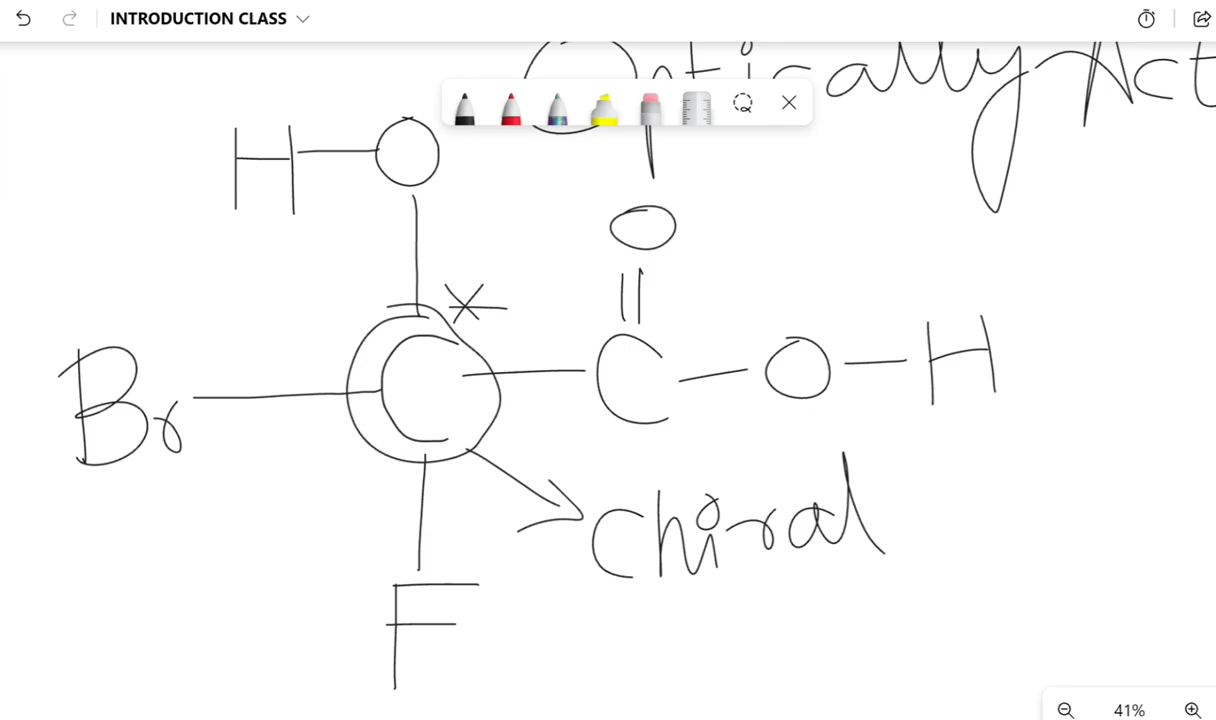 INTRODUCTION CLASS
Optically Act
H—O
O
||
Br—C*—C—O—H
Chiral
F
41%